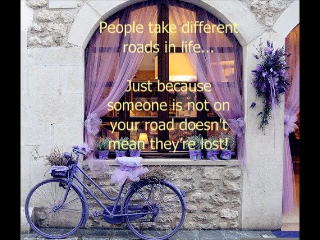 People take different
roads in life...
Just because
someone is not on
your road doesn't
mean they're lost!